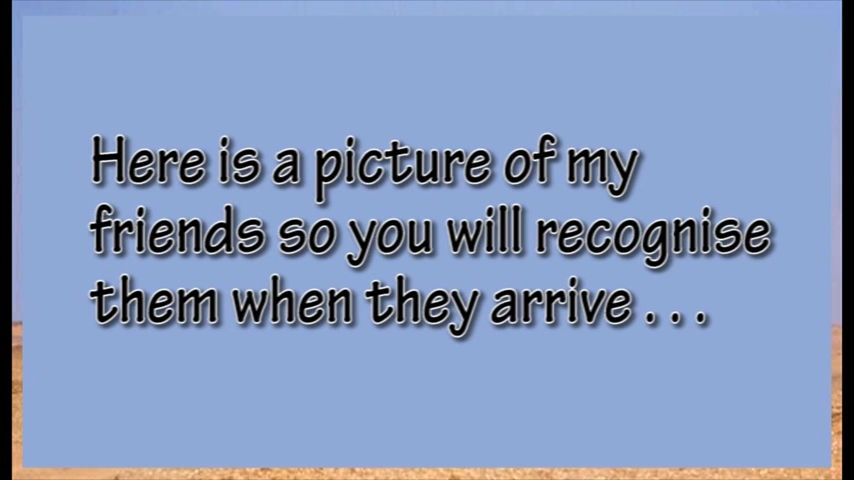 Here is a picture of my
friends so you will recognise
them when they arrive . . .